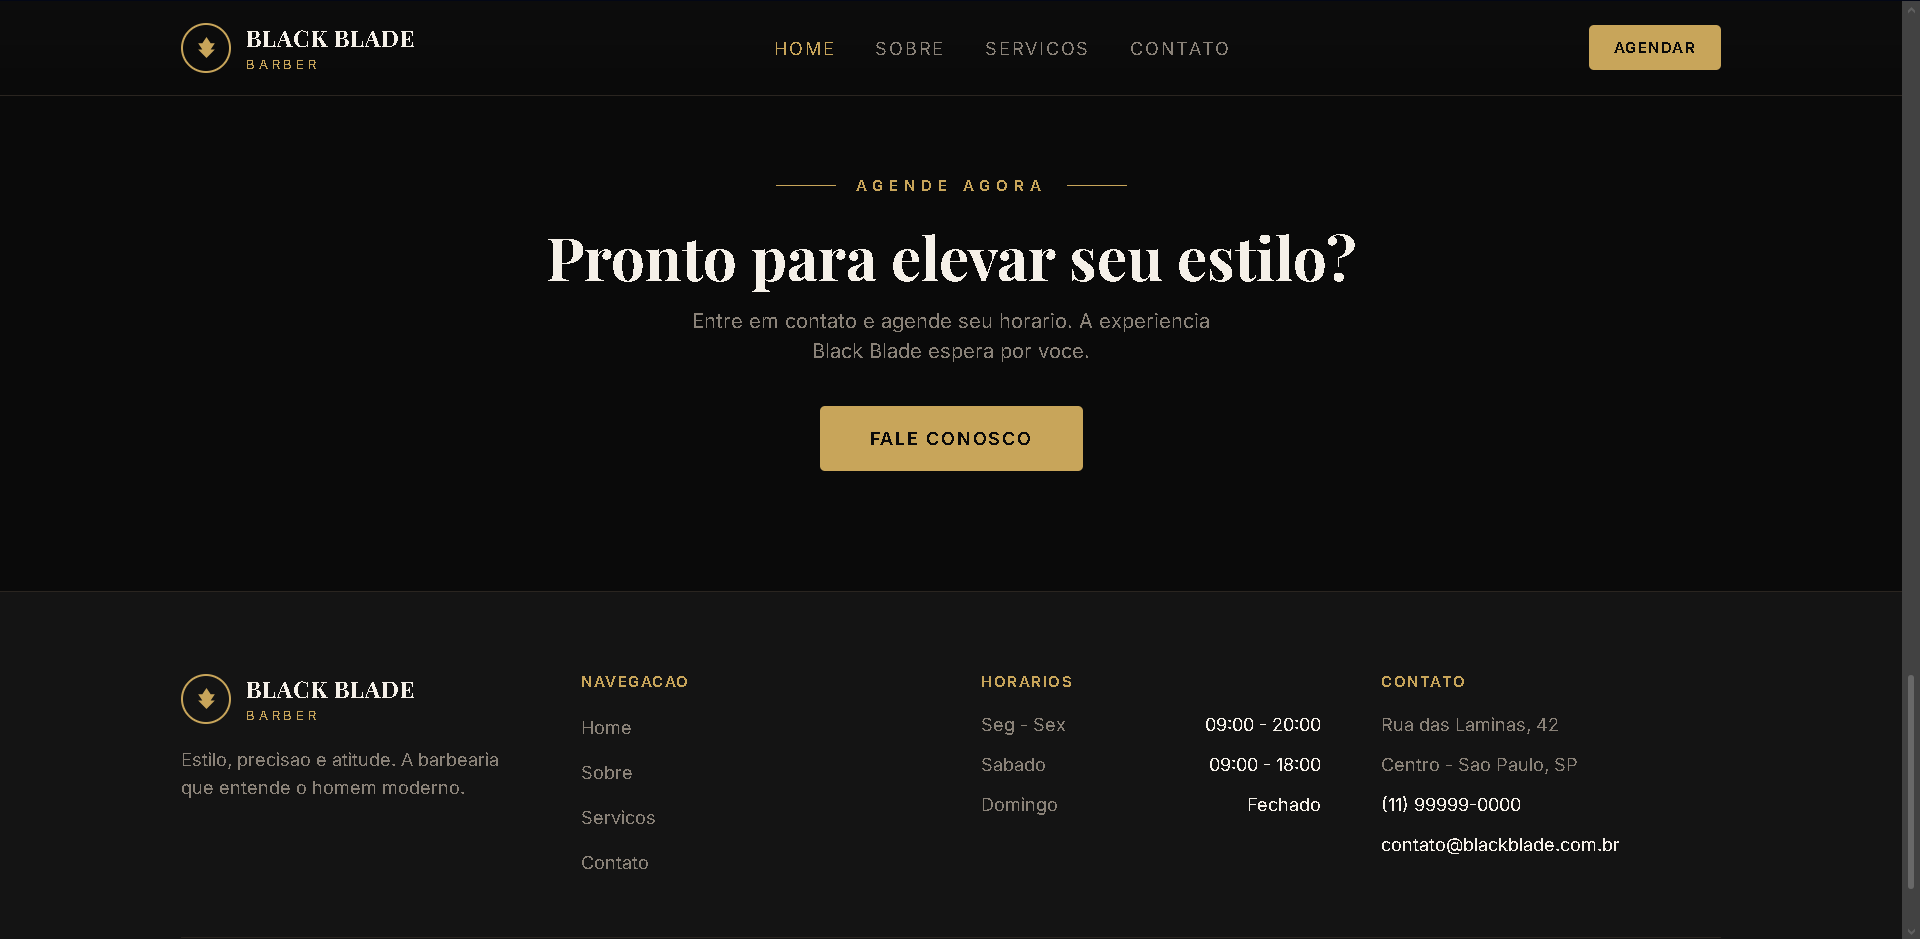 BLACK BLADE
BARBER
HOME
SOBRE
SERVICOS
CONTATO
AGENDAR
AGENDE AGORA
Pronto para elevar seu estilo?
Entre em contato e agende seu horario. A experiencia
Black Blade espera por voce.
FALE CONOSCO
BLACK BLADE
BARBER
Estilo, precisao e atitude. A barbearia
que entende o homem moderno.
NAVEGACAO
Home
Sobre
Servicos
Contato
HORARIOS
Seg - Sex 09:00 - 20:00
Sabado 09:00 - 18:00
Domingo Fechado
CONTATO
Rua das Laminas, 42
Centro - Sao Paulo, SP
(11) 99999-0000
contato@blackblade.com.br